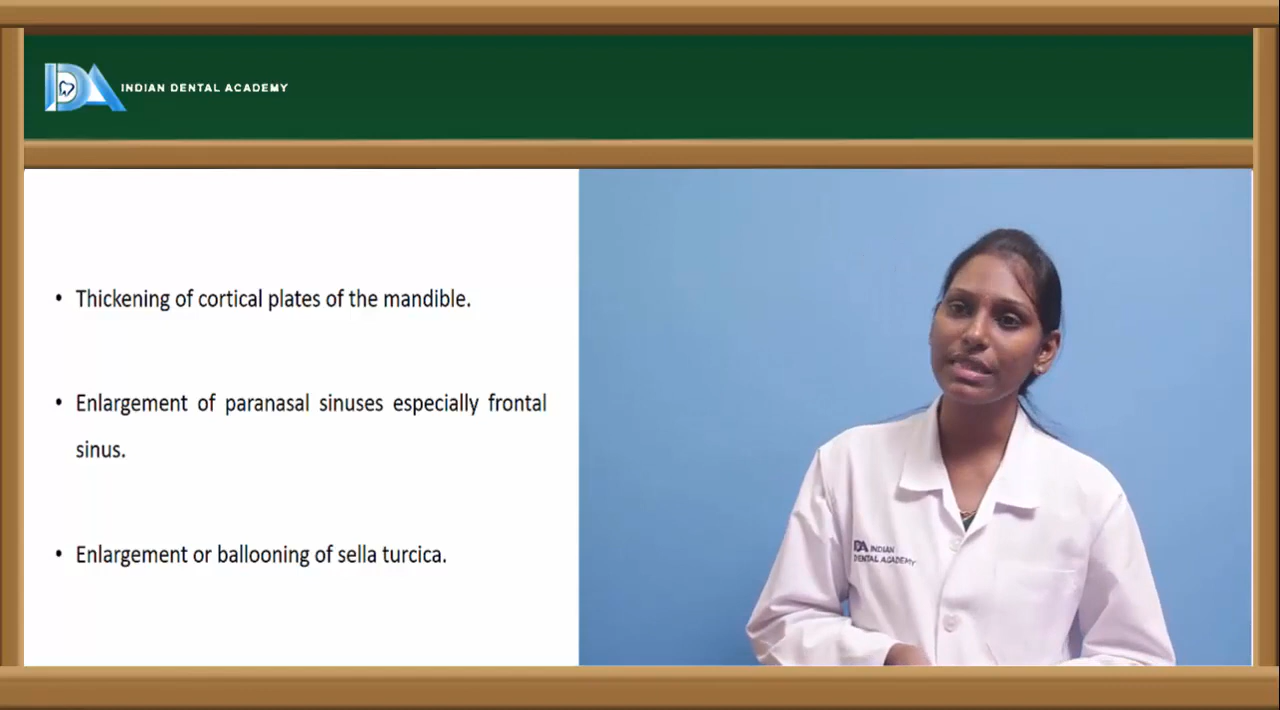 INDIAN DENTAL ACADEMY
• Thickening of cortical plates of the mandible.
• Enlargement of paranasal sinuses especially frontal
sinus.
• Enlargement or ballooning of sella turcica.
IDA INDIAN
DENTAL ACADEMY